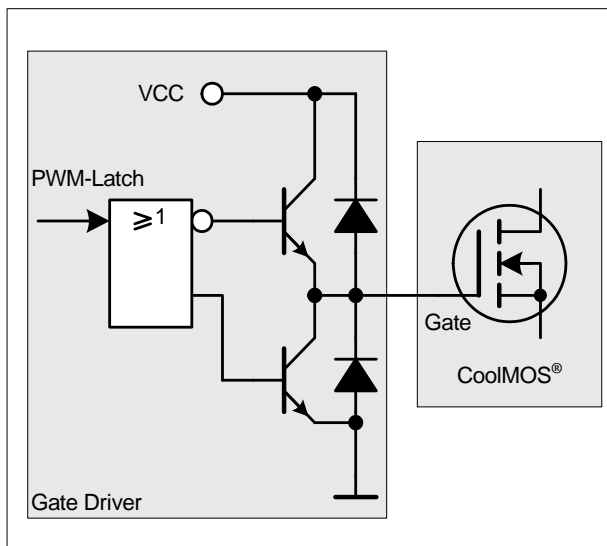 VCC
PWM-Latch
≥1
Gate
CoolMOS®
Gate Driver